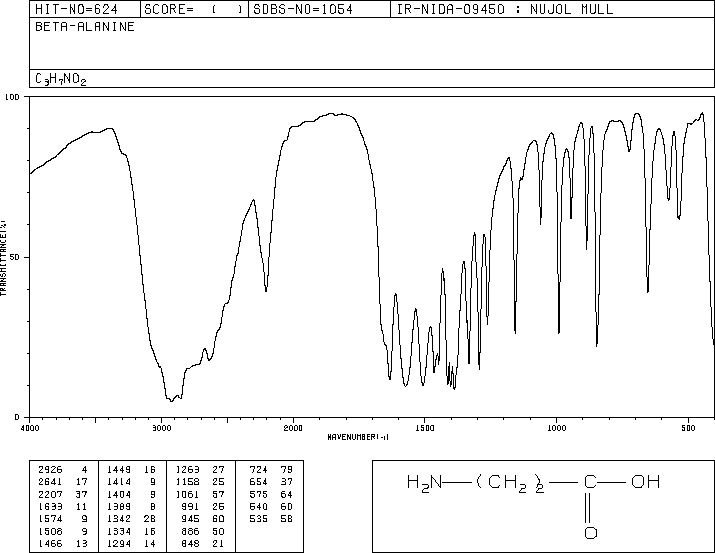 HIT-NO=624 SCORE= ( ) SDBS-NO=1054 IR-NIDA-09450 : NUJOL MULL
BETA-ALANINE
C3H7NO2
100
50
0
TRANSMITTANCE(%)
4000 3000 2000 1500 1000 500
WAVENUMBER(-1)
2926 4 1449 16 1263 27 724 79
2641 17 1414 9 1158 25 654 37
2207 37 1404 9 1061 57 575 64
1633 11 1389 8 991 25 540 60
1574 9 1342 26 945 60 535 58
1508 9 1334 16 886 50
1466 13 1294 14 848 21
H2N—(CH2)2—C—OH
O